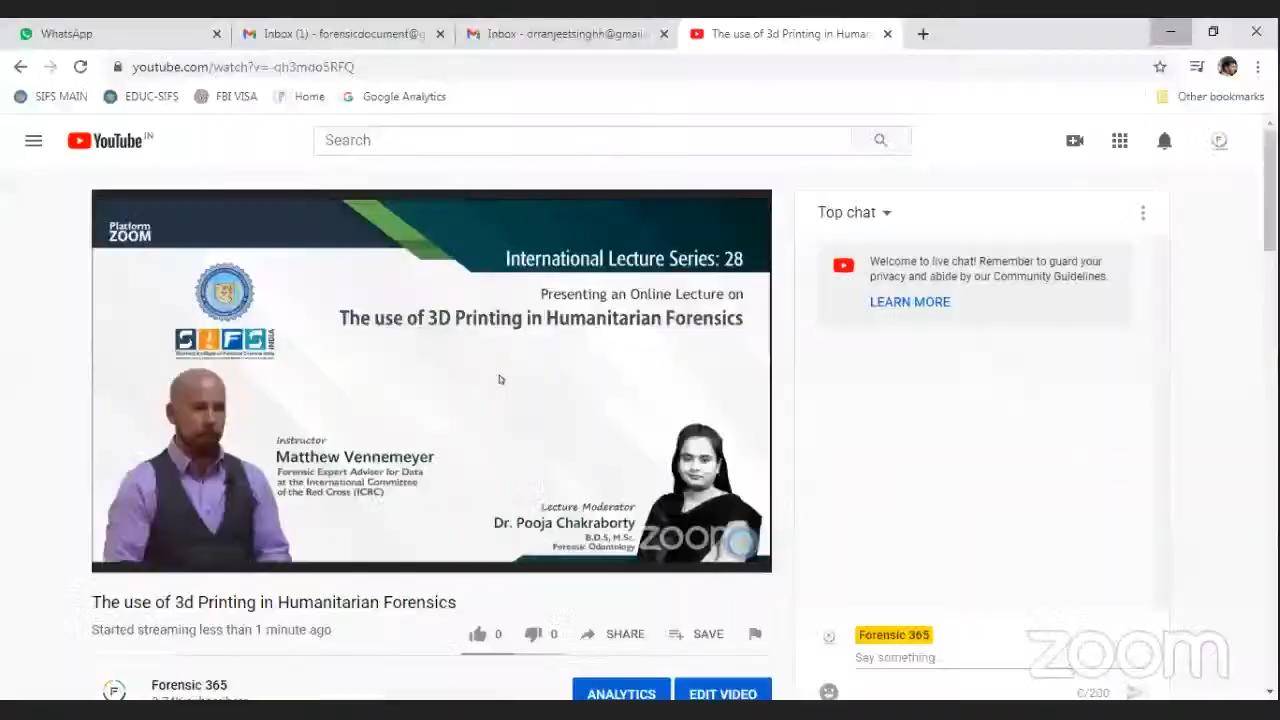 WhatsApp
Inbox (1) - forensicdocument@g
Inbox - orranjeetsinghh@gmail
The use of 3d Printing in Human
SIFS MAIN
EDUC-SIFS
FBI VISA
Home
Google Analytics
Other bookmarks
YouTube IN
Search
Platform
ZOOM
International Lecture Series: 28
Presenting an Online Lecture on
The use of 3D Printing in Humanitarian Forensics
SIFS INDIA
Instructor
Matthew Vennemeyer
Forensic Expert Adviser for Data
at the International Committee
of the Red Cross (ICRC)
Lecture Moderator
Dr. Pooja Chakraborty
B.D.S, M.Sc.
Forensic Odontology
zoom
Top chat
Welcome to live chat! Remember to guard your
privacy and abide by our Community Guidelines.
LEARN MORE
The use of 3d Printing in Humanitarian Forensics
Started streaming less than 1 minute ago
0
0
SHARE
SAVE
Forensic 365
ANALYTICS
EDIT VIDEO
Forensic 365
Say something...
0/200
zoom